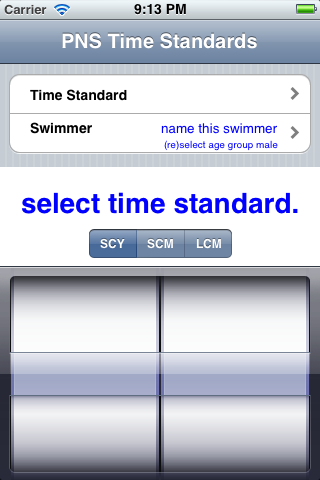 Carrier 9:13 PM
PNS Time Standards
Time Standard
Swimmer name this swimmer
(re)select age group male
select time standard.
SCY SCM LCM